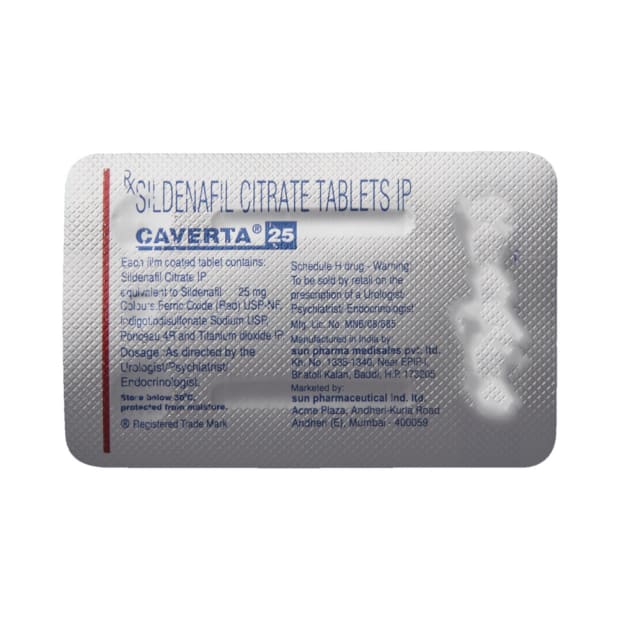 Rx SILDENAFIL CITRATE TABLETS IP
CAVERTA® 25
Each film coated tablet contains:
Sildenafil Citrate IP
equivalent to Sildenafil 25 mg
Colours:Ferric Oxide (Red) USP-NF,
Indigotindisulfonate Sodium USP,
Ponceau 4R and Titanium dioxide IP
Dosage :As directed by the
Urologist/Psychiatrist/
Endocrinologist.
Store below 30°C,
protected from moisture.
® Registered Trade Mark
Schedule H drug - Warning:
To be sold by retail on the
prescription of a Urologist/
Psychiatrist/ Endocrinologist
Mfg. Lic. No. MNB/08/685
Manufactured in India by
sun pharma medisales pvt. ltd.
Kh. No. 1335-1340, Near EPIP-I,
Bhatoli Kalan, Baddi, H.P. 173205
Marketed by:
sun pharmaceutical ind. ltd.
Acme Plaza, Andheri-Kurla Road
Andheri (E), Mumbai - 400059